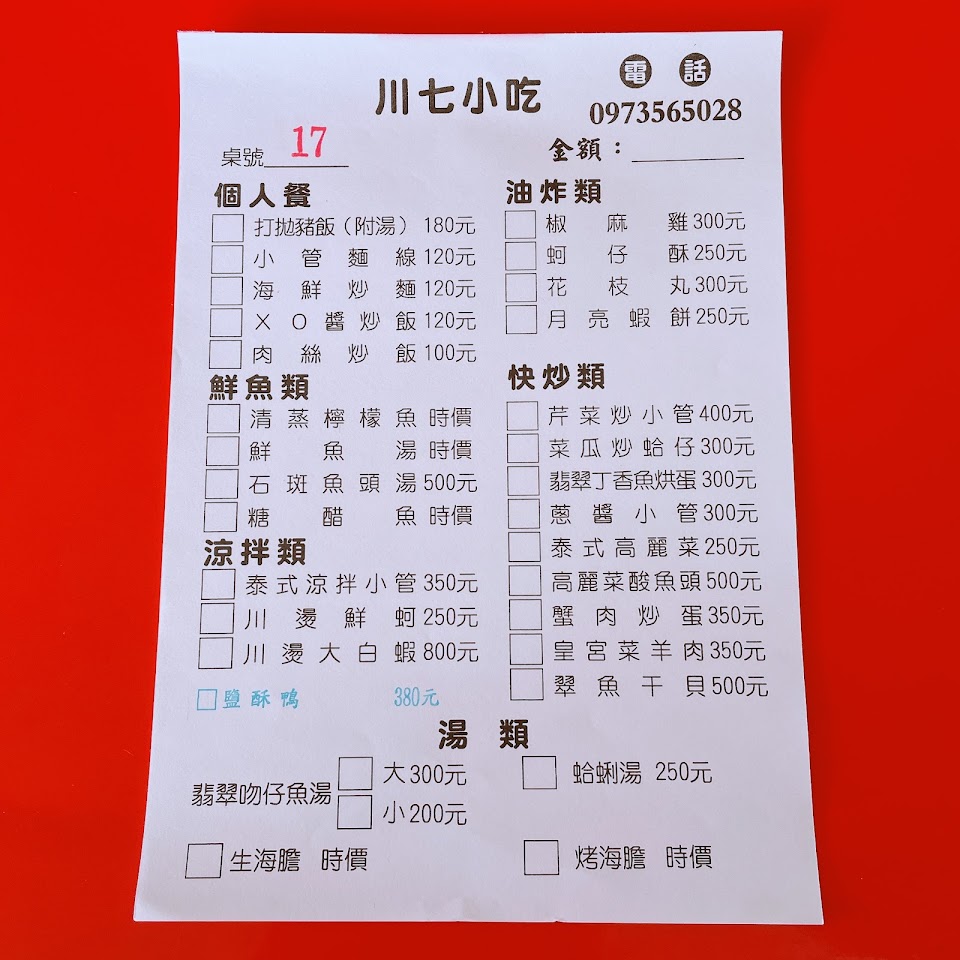 川七小吃
電話
0973565028
桌號 17
金額：
個人餐
打拋豬飯（附湯） 180元
小管麵線 120元
海鮮炒麵 120元
XO醬炒飯 120元
肉絲炒飯 100元
鮮魚類
清蒸檸檬魚 時價
鮮魚湯 時價
石斑魚頭湯 500元
糖醋魚 時價
涼拌類
泰式涼拌小管 350元
川燙鮮蚵 250元
川燙大白蝦 800元
鹽酥鴨 380元
油炸類
椒麻雞 300元
蚵仔酥 250元
花枝丸 300元
月亮蝦餅 250元
快炒類
芹菜炒小管 400元
菜瓜炒蛤仔 300元
翡翠丁香魚烘蛋 300元
蔥醬小管 300元
泰式高麗菜 250元
高麗菜酸魚頭 500元
蟹肉炒蛋 350元
皇宮菜羊肉 350元
翠魚干貝 500元
湯類
翡翠吻仔魚湯
大 300元
小 200元
蛤蜊湯 250元
生海膽 時價
烤海膽 時價